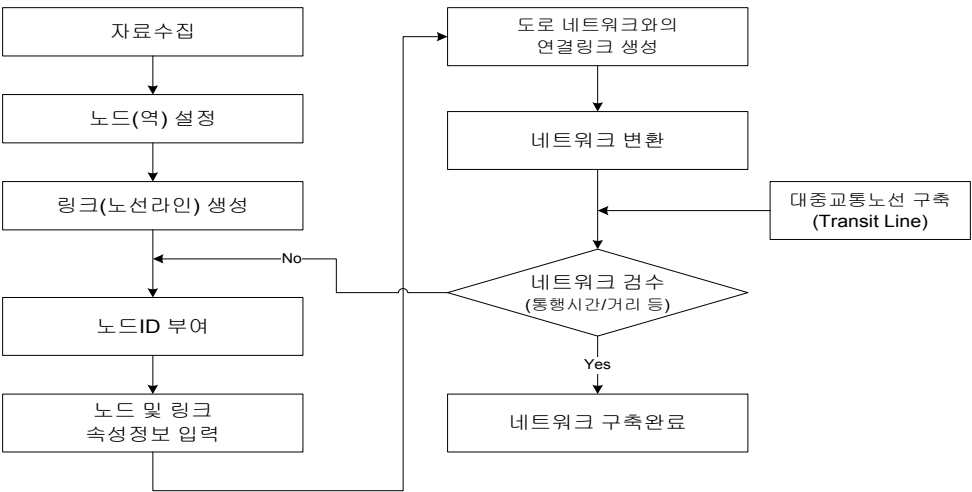 자료수집
노드(역) 설정
링크(노선라인) 생성
No
노드ID 부여
노드 및 링크
속성정보 입력
도로 네트워크와의
연결링크 생성
네트워크 변환
대중교통노선 구축
(Transit Line)
네트워크 검수
(통행시간/거리 등)
Yes
네트워크 구축완료